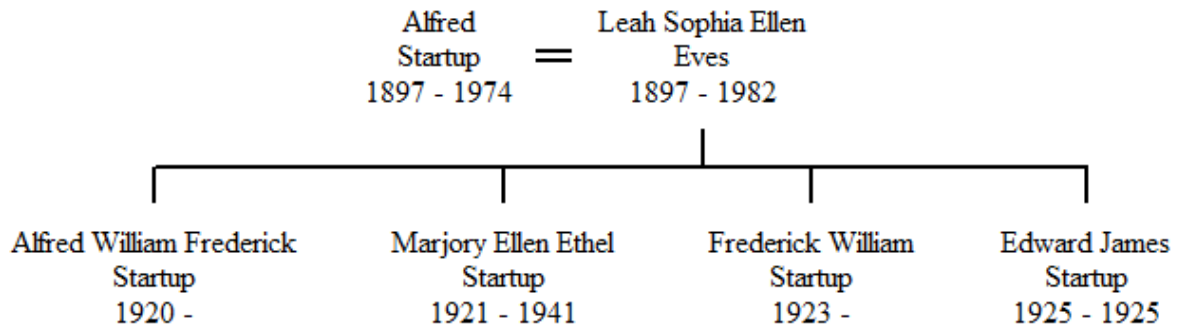 Alfred
Startup
1897 - 1974
=
Leah Sophia Ellen
Eves
1897 - 1982
Alfred William Frederick
Startup
1920 -
Marjory Ellen Ethel
Startup
1921 - 1941
Frederick William
Startup
1923 -
Edward James
Startup
1925 - 1925